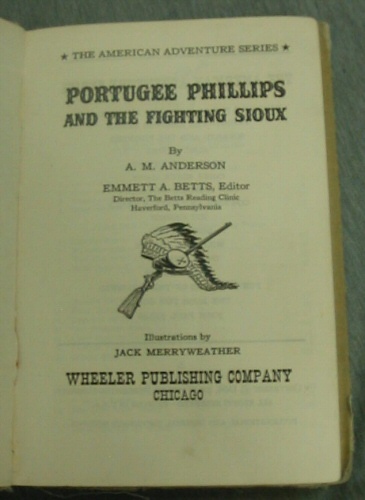 ★ THE AMERICAN ADVENTURE SERIES ★
PORTUGEE PHILLIPS
AND THE FIGHTING SIOUX
By
A. M. ANDERSON
EMMETT A. BETTS, Editor
Director, The Betts Reading Clinic
Haverford, Pennsylvania
Illustrations by
JACK MERRYWEATHER
WHEELER PUBLISHING COMPANY
CHICAGO